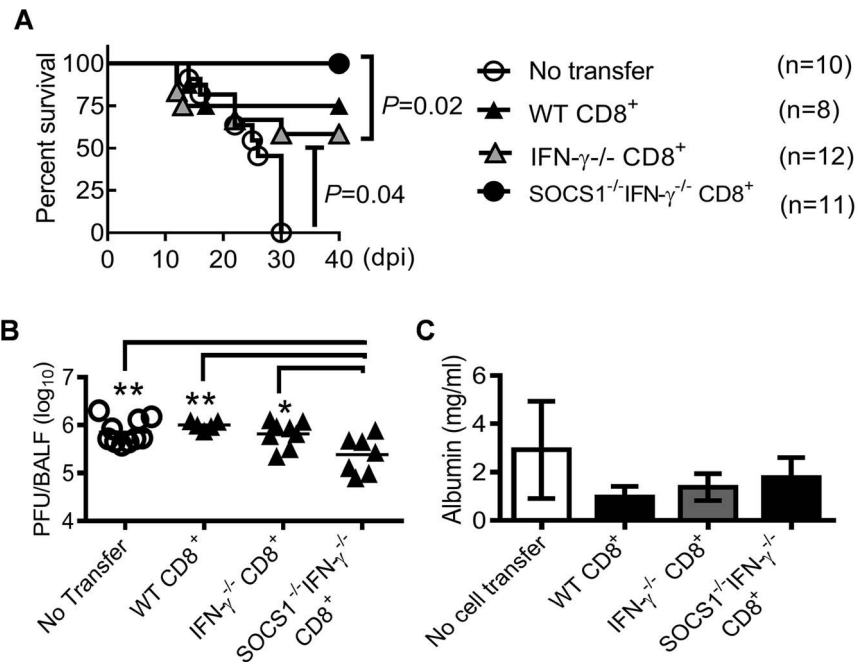 A
Percent survival
100
75
50
25
0
0 10 20 30 40 (dpi)
P=0.02
P=0.04
No transfer (n=10)
WT CD8⁺ (n=8)
IFN-γ-/- CD8⁺ (n=12)
SOCS1⁻/⁻IFN-γ⁻/⁻ CD8⁺ (n=11)
B
PFU/BALF (log₁₀)
7
6
5
4
**
**
*
No Transfer
WT CD8⁺
IFN-γ⁻/⁻ CD8⁺
SOCS1⁻/⁻IFN-γ⁻/⁻
CD8⁺
C
Albumin (mg/ml)
6
4
2
0
No cell transfer
WT CD8⁺
IFN-γ⁻/⁻ CD8⁺
SOCS1⁻/⁻IFN-γ⁻/⁻
CD8⁺